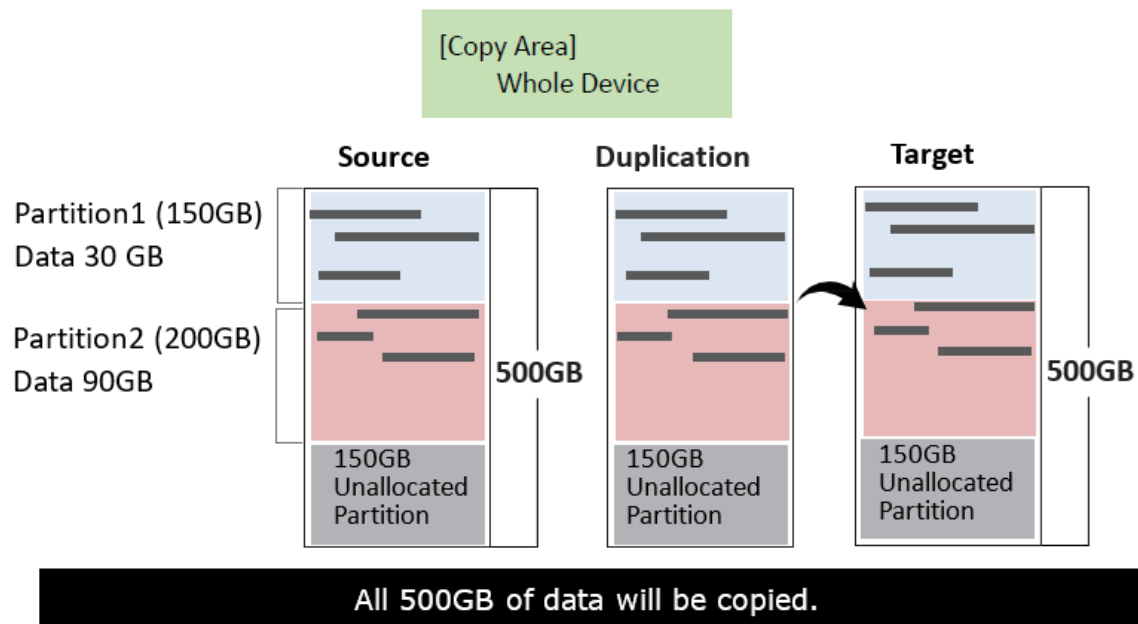 [Copy Area]
Whole Device
Source
Duplication
Target
Partition1 (150GB)
Data 30 GB
Partition2 (200GB)
Data 90GB
500GB
500GB
150GB
Unallocated
Partition
150GB
Unallocated
Partition
150GB
Unallocated
Partition
All 500GB of data will be copied.